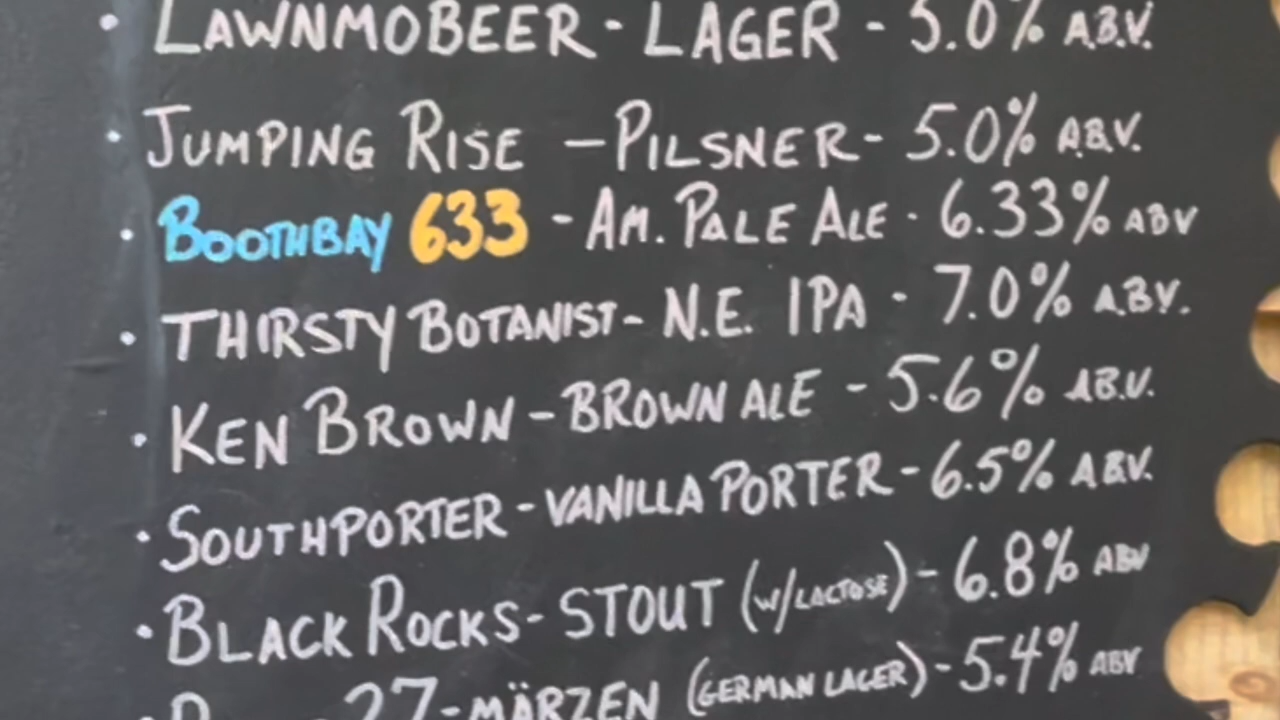 • LAWNMOBEER - LAGER - 5.0% A.B.V.
• JUMPING RISE – PILSNER - 5.0% A.B.V.
• BOOTHBAY 633 - AM. PALE ALE - 6.33% ABV
• THIRSTY BOTANIST - N.E. IPA - 7.0% A.B.V.
• KEN BROWN – BROWN ALE - 5.6% A.B.V.
• SOUTHPORTER - VANILLA PORTER - 6.5% A.B.V.
• BLACK ROCKS - STOUT (W/LACTOSE) - 6.8% ABV
• 27 - MÄRZEN (GERMAN LAGER) - 5.4% ABV